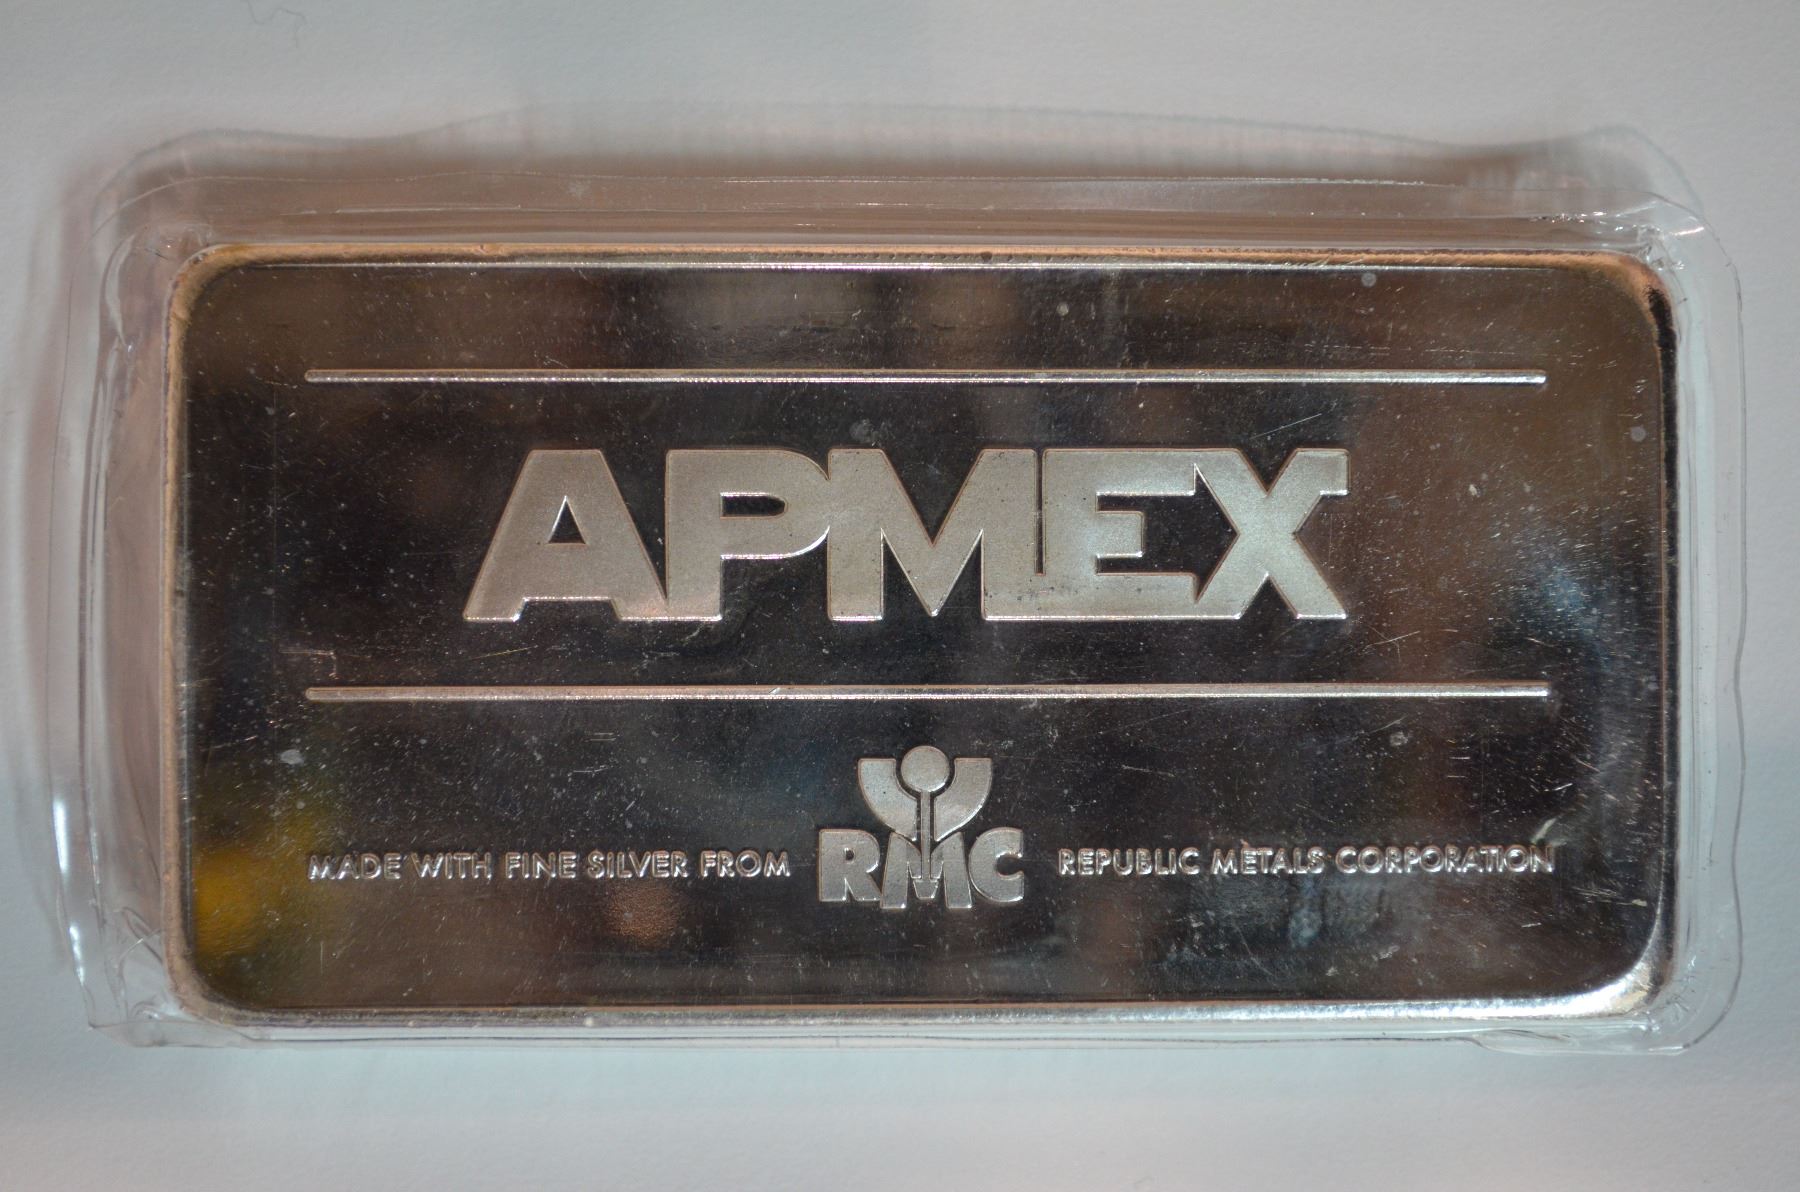 APMEX
MADE WITH FINE SILVER FROM RMC REPUBLIC METALS CORPORATION